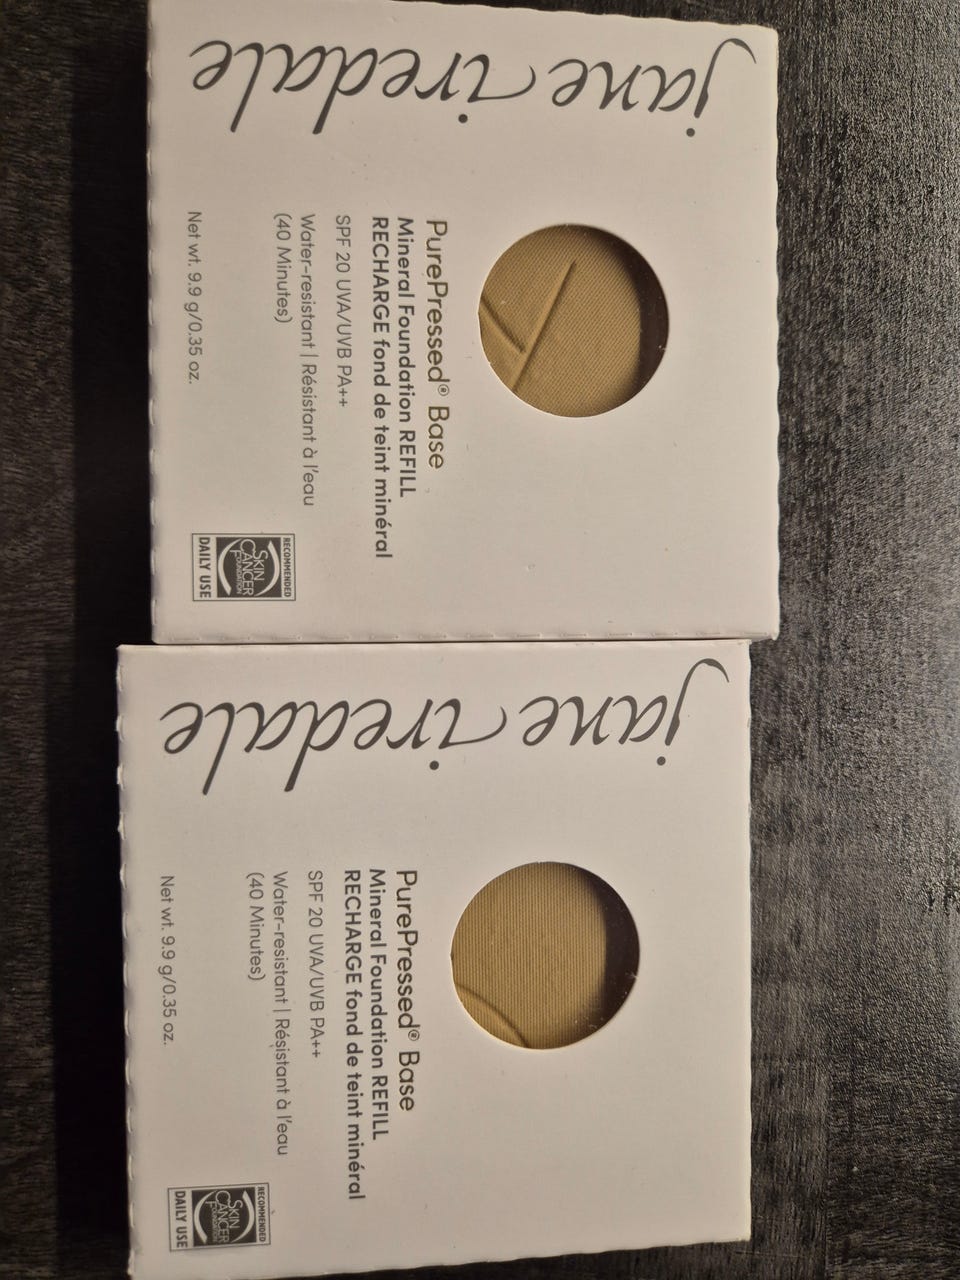 jane iredale
PurePressed® Base
Mineral Foundation REFILL
RECHARGE fond de teint minéral
SPF 20 UVA/UVB PA++
Water-resistant | Résistant à l'eau
(40 Minutes)
Net wt. 9.9 g/0.35 oz.
RECOMMENDED
SKIN
CANCER
FOUNDATION
DAILY USE
jane iredale
PurePressed® Base
Mineral Foundation REFILL
RECHARGE fond de teint minéral
SPF 20 UVA/UVB PA++
Water-resistant | Résistant à l'eau
(40 Minutes)
Net wt. 9.9 g/0.35 oz.
RECOMMENDED
SKIN
CANCER
FOUNDATION
DAILY USE